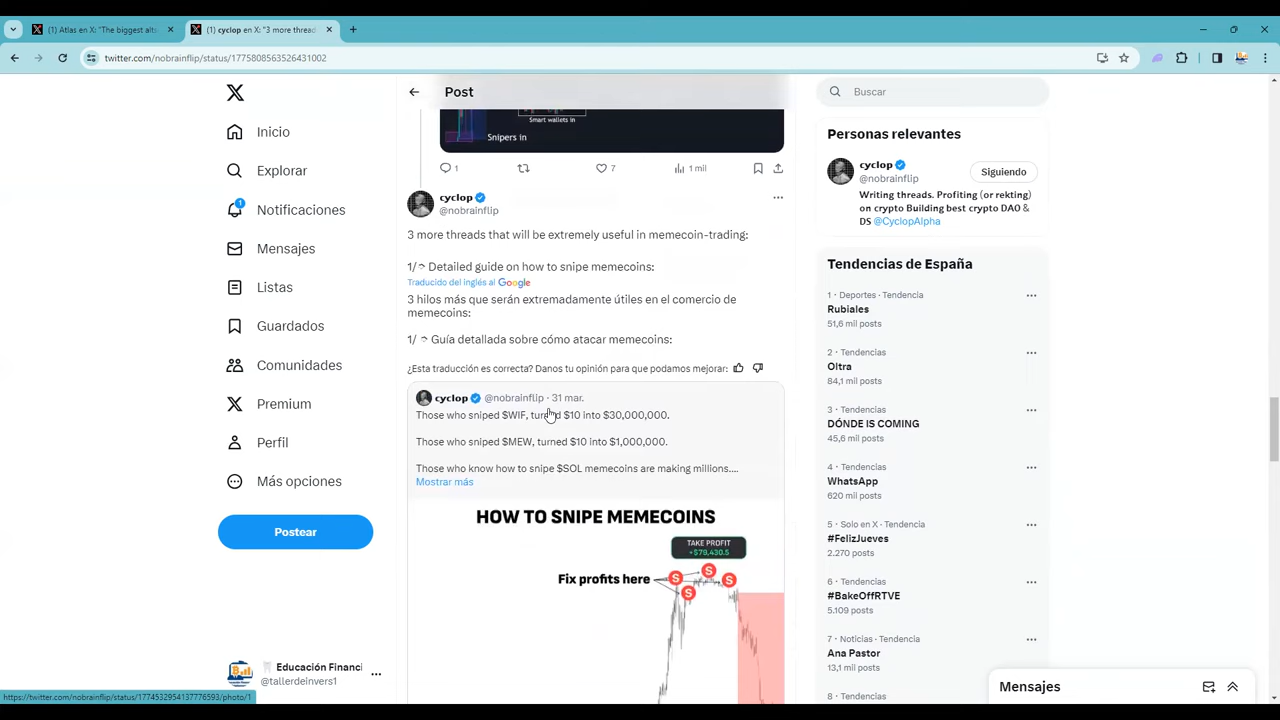 (1) Atlas en X: "The biggest alts
(1) cyclop en X: "3 more thread
twitter.com/nobrainflip/status/1775808563526431002
Post
Inicio
Explorar
Notificaciones
1
Mensajes
Listas
Guardados
Comunidades
Premium
Perfil
Más opciones
Postear
Educación Financi
@tallerdeinvers1
Smart wallets in
Snipers in
1
7
1 mil
cyclop
@nobrainflip
3 more threads that will be extremely useful in memecoin-trading:
1/ Detailed guide on how to snipe memecoins:
Traducido del inglés al Google
3 hilos más que serán extremadamente útiles en el comercio de
memecoins:
1/ Guía detallada sobre cómo atacar memecoins:
¿Esta traducción es correcta? Danos tu opinión para que podamos mejorar:
cyclop @nobrainflip · 31 mar.
Those who sniped $WIF, turned $10 into $30,000,000.
Those who sniped $MEW, turned $10 into $1,000,000.
Those who know how to snipe $SOL memecoins are making millions....
Mostrar más
HOW TO SNIPE MEMECOINS
TAKE PROFIT
+$79,430.5
Fix profits here
S
S
S
S
Buscar
Personas relevantes
cyclop
@nobrainflip
Siguiendo
Writing threads. Profiting (or rekting)
on crypto Building best crypto DAO &
DS @CyclopAlpha
Tendencias de España
1 · Deportes · Tendencia
Rubiales
51,6 mil posts
2 · Tendencias
Oltra
84,1 mil posts
3 · Tendencias
DÓNDE IS COMING
45,6 mil posts
4 · Tendencias
WhatsApp
620 mil posts
5 · Solo en X · Tendencia
#FelizJueves
2.270 posts
6 · Tendencias
#BakeOffRTVE
5.109 posts
7 · Noticias · Tendencia
Ana Pastor
13,1 mil posts
8 · Tendencias
Mensajes
https://twitter.com/nobrainflip/status/1774532954137776593/photo/1